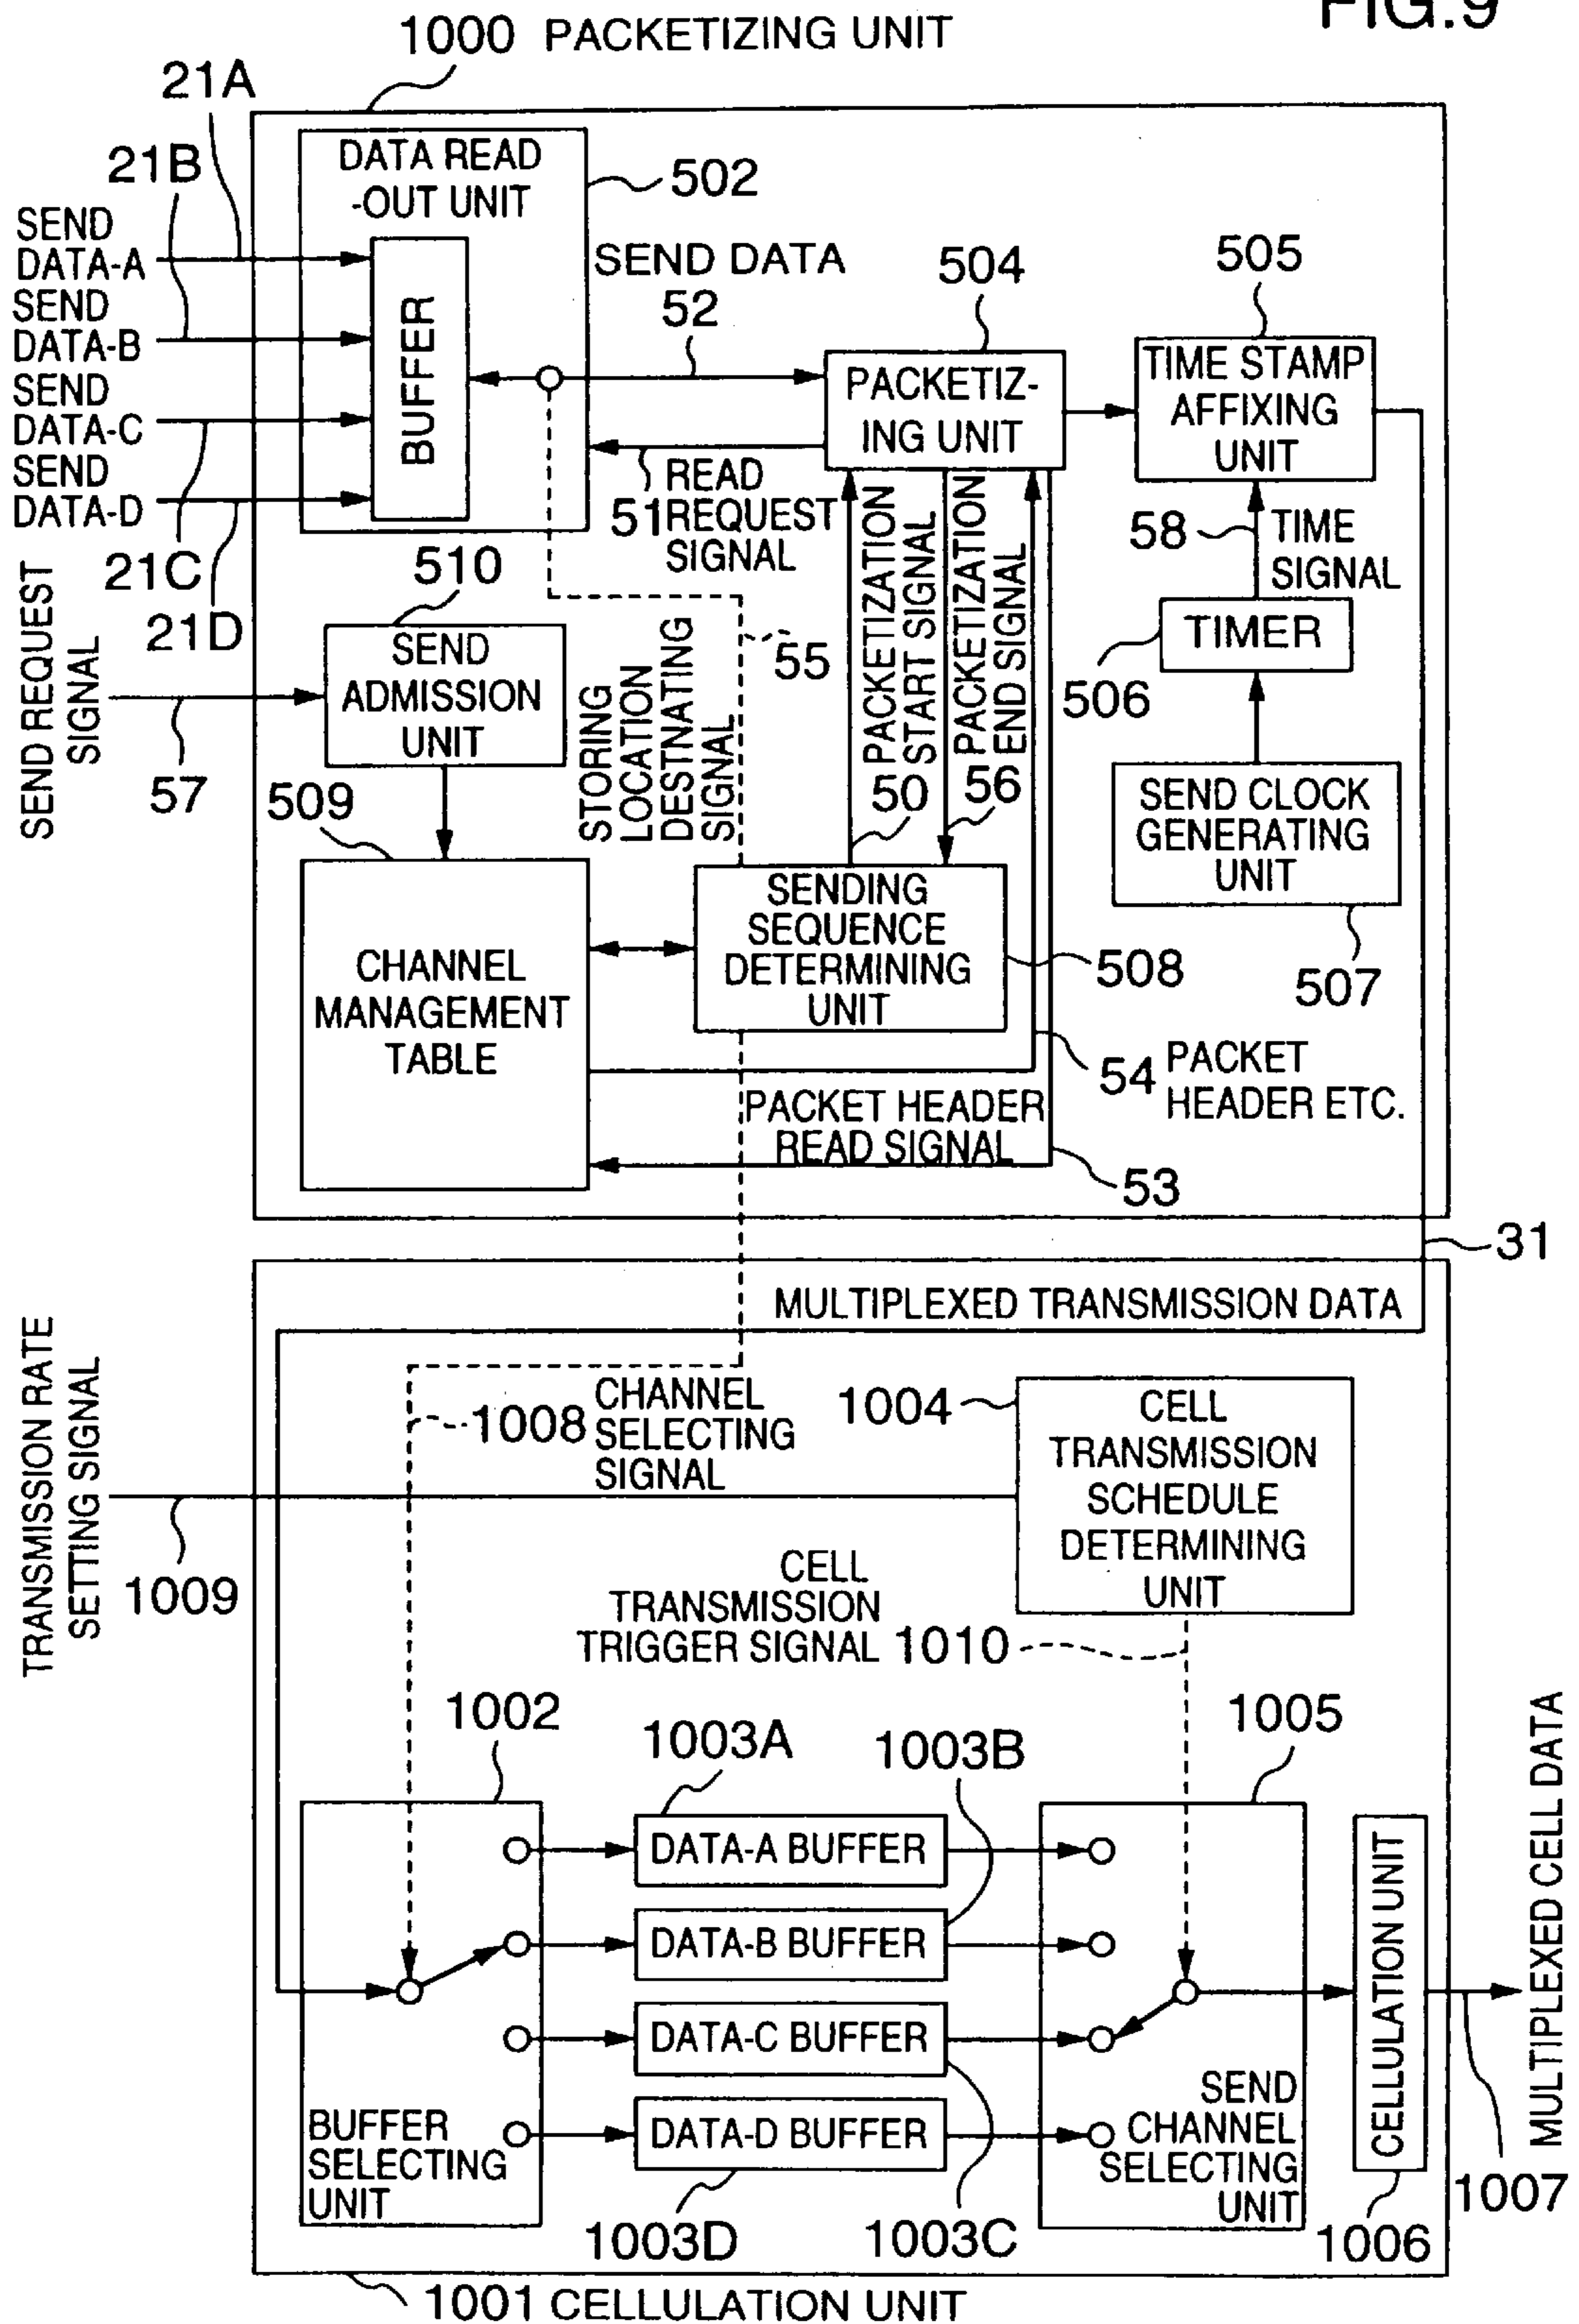 FIG.9
1000 PACKETIZING UNIT
21A
21B
SEND
DATA-A
SEND
DATA-B
SEND
DATA-C
SEND
DATA-D
21C
21D
DATA READ
-OUT UNIT
BUFFER
502
SEND DATA
52
504
505
PACKETIZ-
ING UNIT
TIME STAMP
AFFIXING
UNIT
51
READ
REQUEST
SIGNAL
58
TIME
SIGNAL
TIMER
506
SEND CLOCK
GENERATING
UNIT
507
SEND REQUEST
SIGNAL
57
510
SEND
ADMISSION
UNIT
509
STORING
LOCATION
DESTNATING
SIGNAL
55
PACKETIZATION
START SIGNAL
50
PACKETIZATION
END SIGNAL
56
CHANNEL
MANAGEMENT
TABLE
SENDING
SEQUENCE
DETERMINING
UNIT
508
54
PACKET
HEADER ETC.
PACKET HEADER
READ SIGNAL
53
31
MULTIPLEXED TRANSMISSION DATA
TRANSMISSION RATE
SETTING SIGNAL
1009
1008
CHANNEL
SELECTING
SIGNAL
1004
CELL
TRANSMISSION
SCHEDULE
DETERMINING
UNIT
CELL
TRANSMISSION
TRIGGER SIGNAL
1010
1002
1003A
1003B
1005
DATA-A BUFFER
DATA-B BUFFER
DATA-C BUFFER
DATA-D BUFFER
BUFFER
SELECTING
UNIT
SEND
CHANNEL
SELECTING
UNIT
CELLULATION UNIT
MULTIPLEXED CELL DATA
1007
1003D
1003C
1006
1001 CELLULATION UNIT